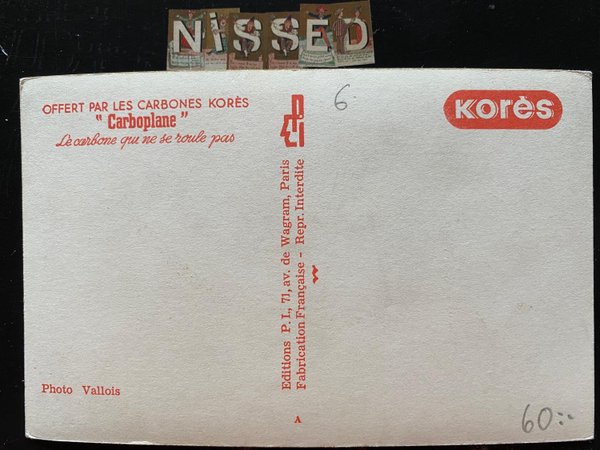 NiSSED
OFFERT PAR LES CARBONES KORÈS
" Carboplane "
Le carbone qui ne se roule pas
6
Korès
Editions P. I., 71, av. de Wagram, Paris
Fabrication Française - Repr. Interdite
Photo Vallois
A
60:-